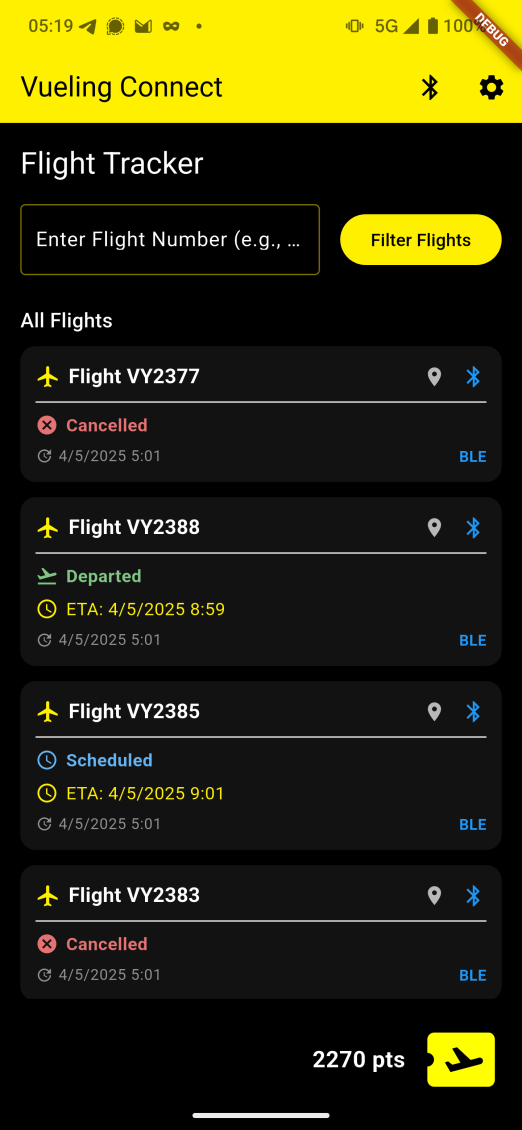 05:19 5G 100%
DEBUG
Vueling Connect
Flight Tracker
Enter Flight Number (e.g., ...
Filter Flights
All Flights
Flight VY2377
Cancelled
4/5/2025 5:01 BLE
Flight VY2388
Departed
ETA: 4/5/2025 8:59
4/5/2025 5:01 BLE
Flight VY2385
Scheduled
ETA: 4/5/2025 9:01
4/5/2025 5:01 BLE
Flight VY2383
Cancelled
4/5/2025 5:01 BLE
2270 pts